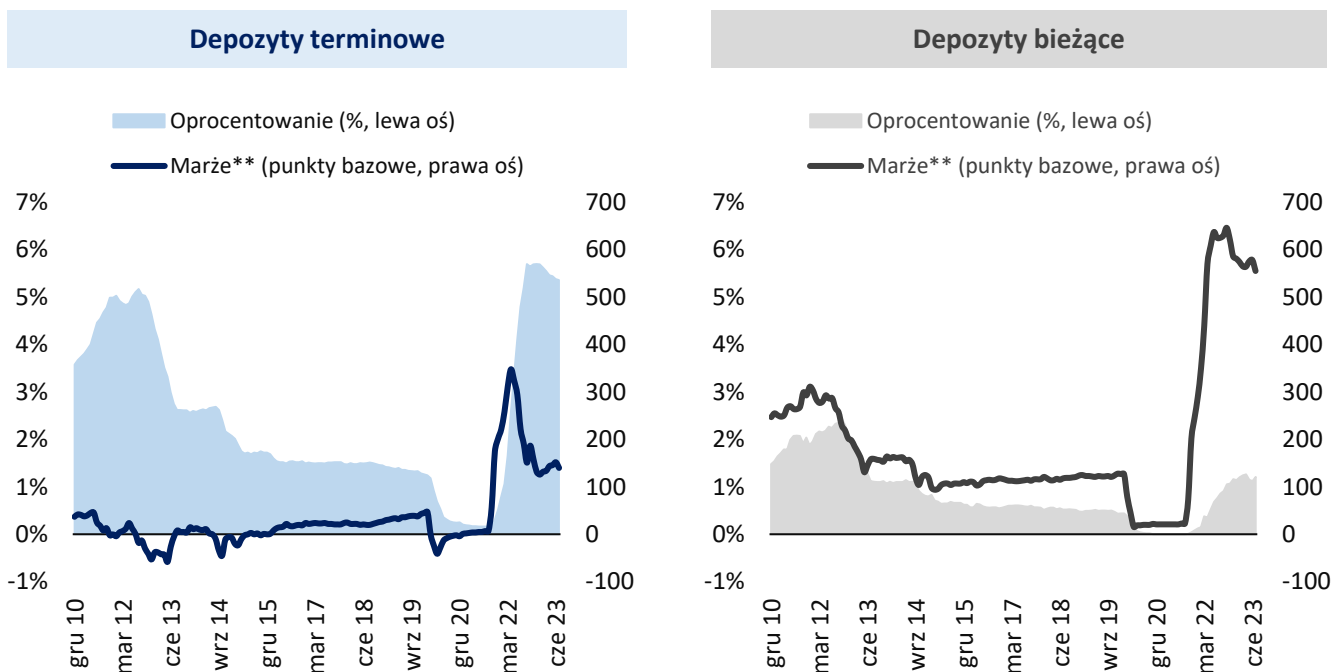 Depozyty terminowe
Oprocentowanie (%, lewa oś)
Marże** (punkty bazowe, prawa oś)
7%
6%
5%
4%
3%
2%
1%
0%
-1%
700
600
500
400
300
200
100
0
-100
gru 10
mar 12
cze 13
wrz 14
gru 15
mar 17
cze 18
wrz 19
gru 20
mar 22
cze 23
Depozyty bieżące
Oprocentowanie (%, lewa oś)
Marże** (punkty bazowe, prawa oś)
7%
6%
5%
4%
3%
2%
1%
0%
-1%
700
600
500
400
300
200
100
0
-100
gru 10
mar 12
cze 13
wrz 14
gru 15
mar 17
cze 18
wrz 19
gru 20
mar 22
cze 23